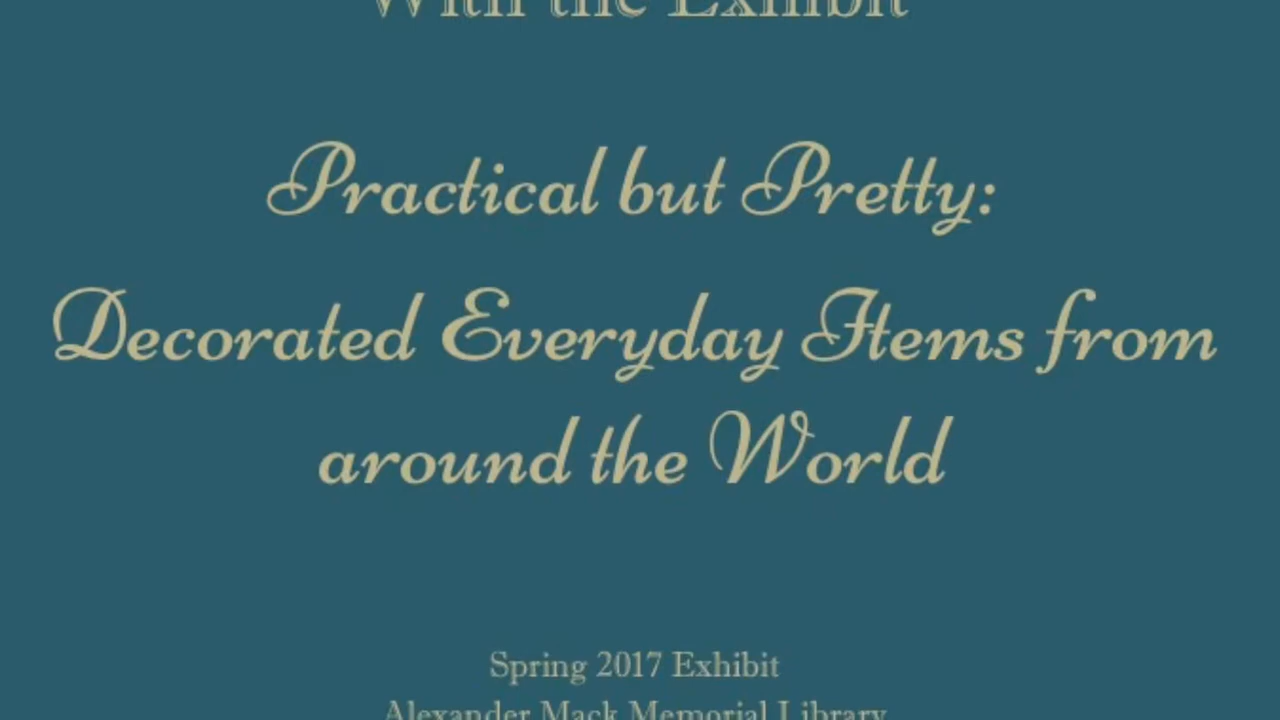 With the Exhibit
Practical but Pretty:
Decorated Everyday Items from
around the World
Spring 2017 Exhibit
Alexander Mack Memorial Library